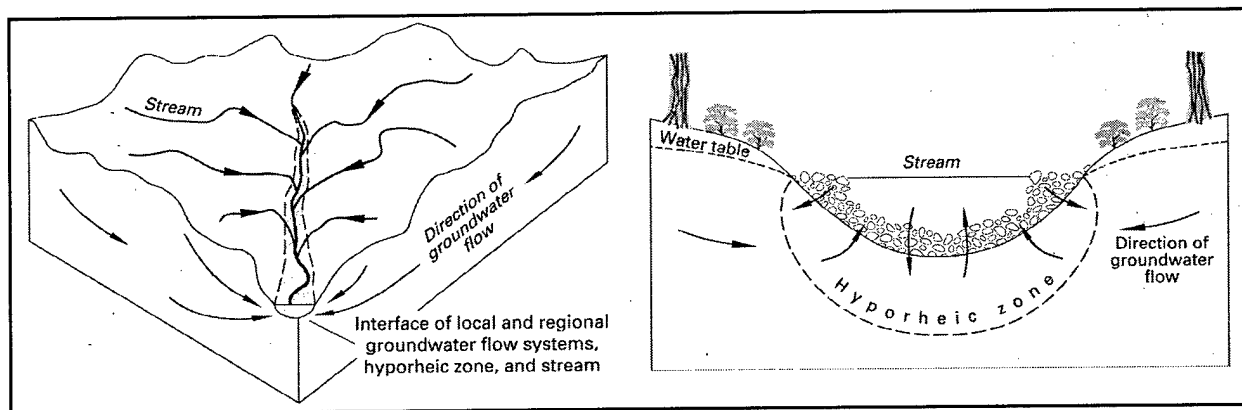 Stream
Direction of
groundwater
flow
Interface of local and regional
groundwater flow systems,
hyporheic zone, and stream
Water table
Stream
Direction of
groundwater
flow
Hyporheic zone